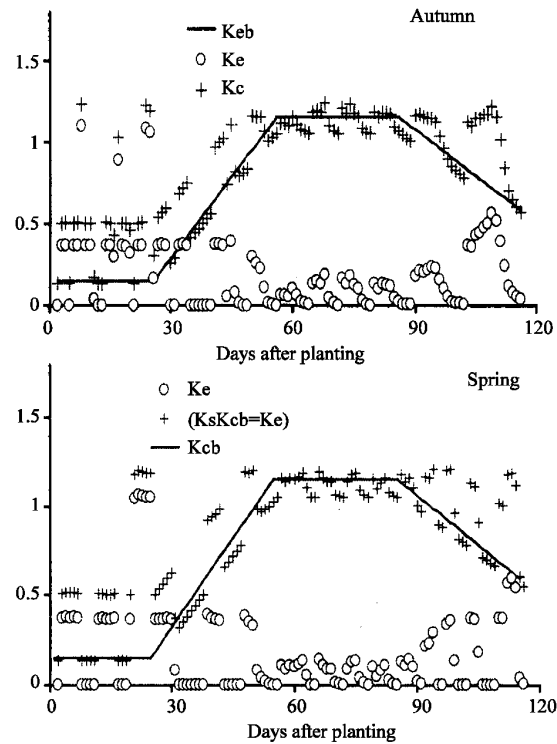 Autumn
Keb
Ke
Kc
1.5
1
0.5
0
30
60
90
120
Days after planting
Spring
Ke
(KsKcb=Ke)
Kcb
1.5
1
0.5
0
0
30
60
90
120
Days after planting